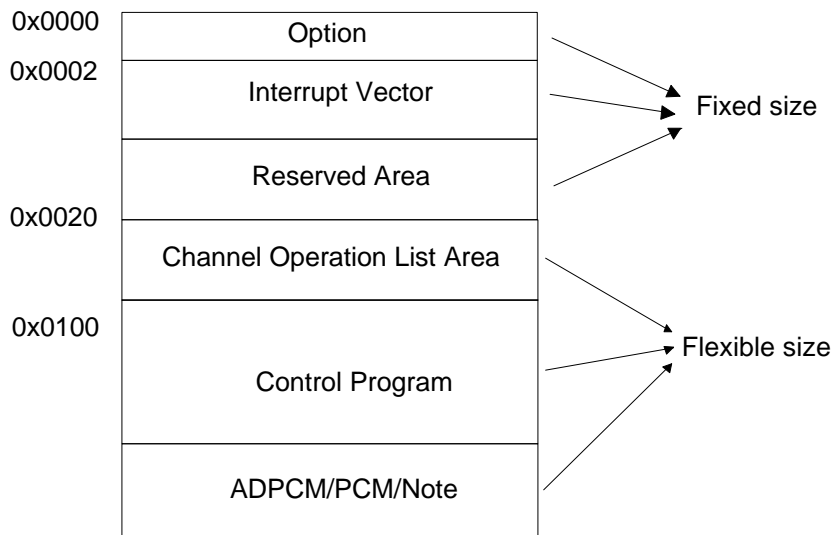 0x0000
Option
0x0002
Interrupt Vector
Fixed size
Reserved Area
0x0020
Channel Operation List Area
0x0100
Flexible size
Control Program
ADPCM/PCM/Note